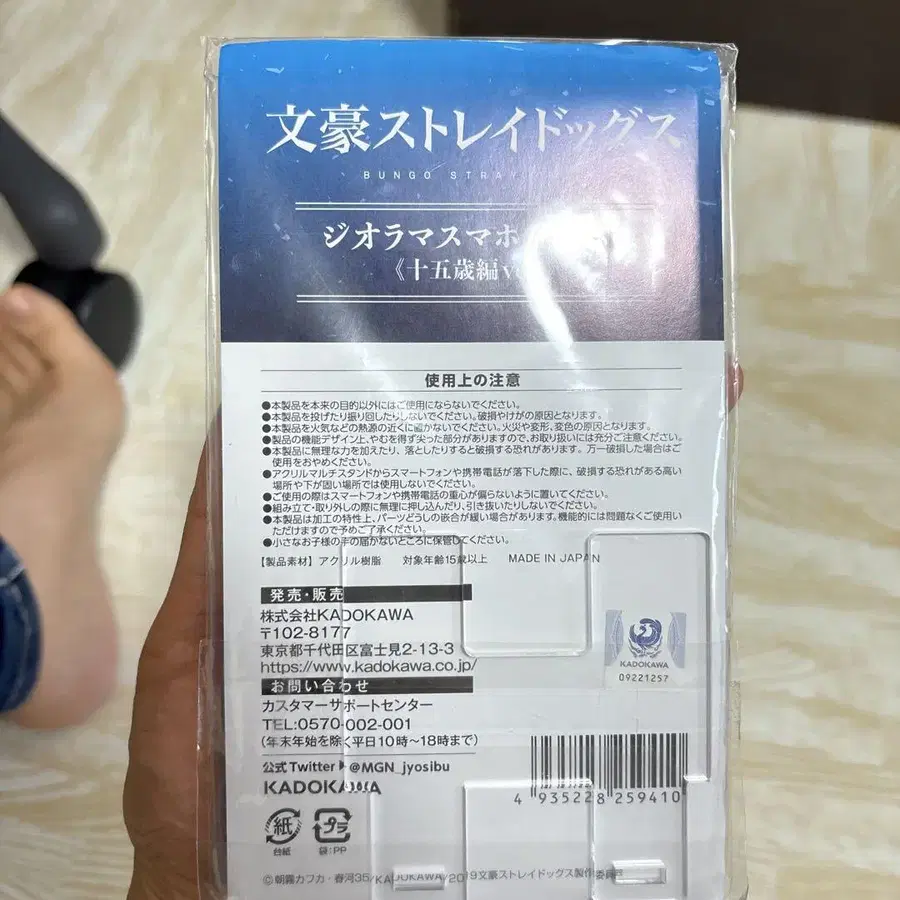 文豪ストレイドッグス
BUNGO STRAY
ジオラマスマホ
《十五歳編ve
使用上の注意
●本製品を本来の目的以外にはご使用にならないでください。
●本製品を投げたり振り回したりしないでください。破損やけがの原因となります。
●本製品を火気などの熱源の近くに置かないでください。火災や変形、変色の原因となります。
●製品の機能デザイン上、やむを得ず尖った部分がありますので、お取り扱いには充分ご注意ください。
●本製品に無理な力を加えたり、落としたりすると破損する恐れがあります。万一破損した場合はご
使用をおやめください。
●アクリルマルチスタンドからスマートフォンや携帯電話が落下した際に、破損する恐れがある高い
場所や下が固い場所では使用しないでください。
●ご使用の際はスマートフォンや携帯電話の重心が偏らないように置いてください。
●組み立て・取り外しの際に無理に押し込んだり、引き抜いたりしないでください。
●本製品は加工の特性上、パーツどうしの嵌合が緩い場合があります。機能的には問題なくご使用い
ただけますので予めご了承ください。
●小さなお子様の手の届かないところに保管してください。
【製品素材】アクリル樹脂 対象年齢15歳以上 MADE IN JAPAN
発売・販売
株式会社KADOKAWA
〒102-8177
東京都千代田区富士見2-13-3
https://www.kadokawa.co.jp/
KADOKAWA
09221257
お問い合わせ
カスタマーサポートセンター
TEL:0570-002-001
(年末年始を除く平日10時〜18時まで)
公式Twitter▶@MGN_jyosibu
KADOKAWA
4 935228 259410
紙
台紙
プラ
袋:PP
©朝霧カフカ・春河35/KADOKAWA/2019文豪ストレイドッグス製作委員会